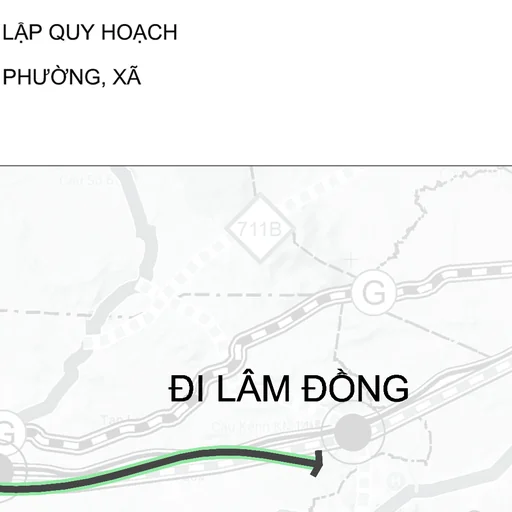 LẬP QUY HOẠCH
PHƯỜNG, XÃ
711B
G
ĐI LÂM ĐỒNG
G